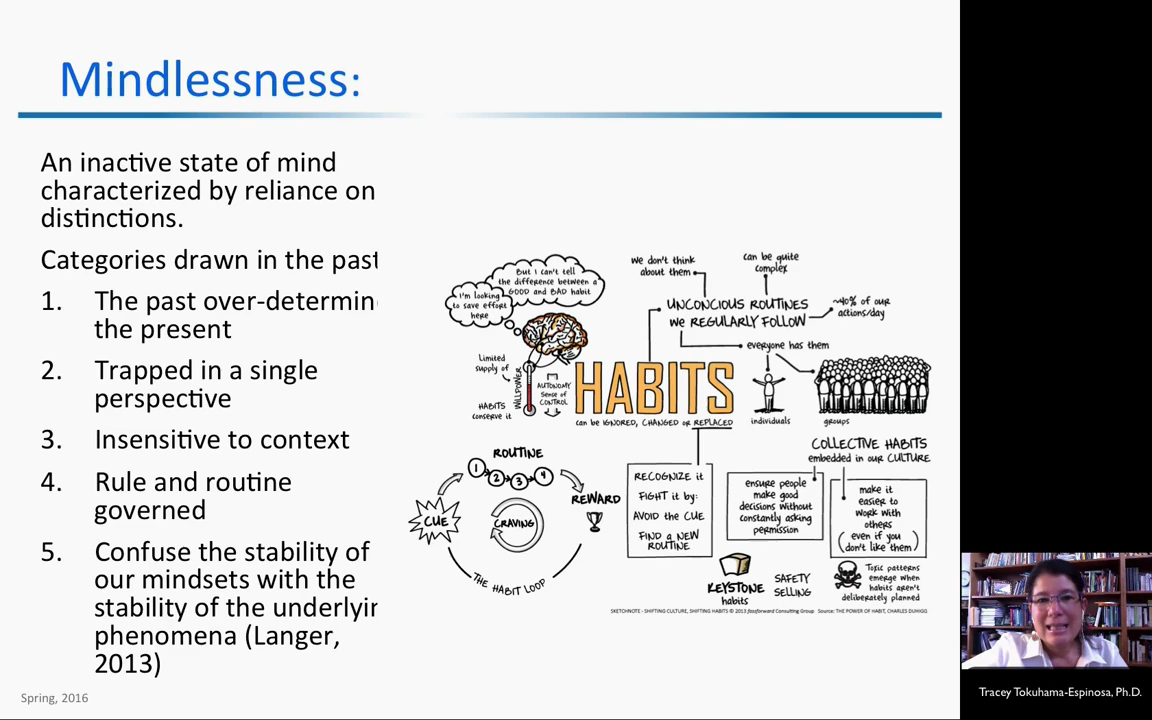 Mindlessness:
An inactive state of mind
characterized by reliance on
distinctions.
Categories drawn in the past
1. The past over-determin
the present
2. Trapped in a single
perspective
3. Insensitive to context
4. Rule and routine
governed
5. Confuse the stability of
our mindsets with the
stability of the underlyin
phenomena (Langer,
2013)
Spring, 2016
But I can't tell
the difference between a
GOOD and BAD habit
I'm looking
to save effort
here
Limited
supply of
WILLPOWER
HABITS
conserve it
AUTONOMY
Sense of
CONTROL
We don't think
about them
can be quite
complex
UNCONCIOUS ROUTINES
we REGULARLY FOLLOW
~40% of our
actions/day
everyone has them
HABITS
can be IGNORED, CHANGED or REPLACED
individuals
groups
ROUTINE
1 2 3 4
CUE
CRAVING
REWARD
THE HABIT LOOP
RECOGNIZE it
FIGHT it by:
AVOID the CUE
FIND a NEW
ROUTINE
COLLECTIVE HABITS
embedded in our CULTURE
ensure people
make good
decisions without
constantly asking
permission
make it
easier to
work with
others
(even if you
don't like them)
KEYSTONE
habits
SAFETY
SELLING
Toxic patterns
emerge when
habits aren't
deliberately planned
SKETCHNOTE - SHIFTING CULTURE, SHIFTING HABITS © 2013 fassforward Consulting Group Source: THE POWER OF HABIT, CHARLES DUHIGG
Tracey Tokuhama-Espinosa, Ph.D.